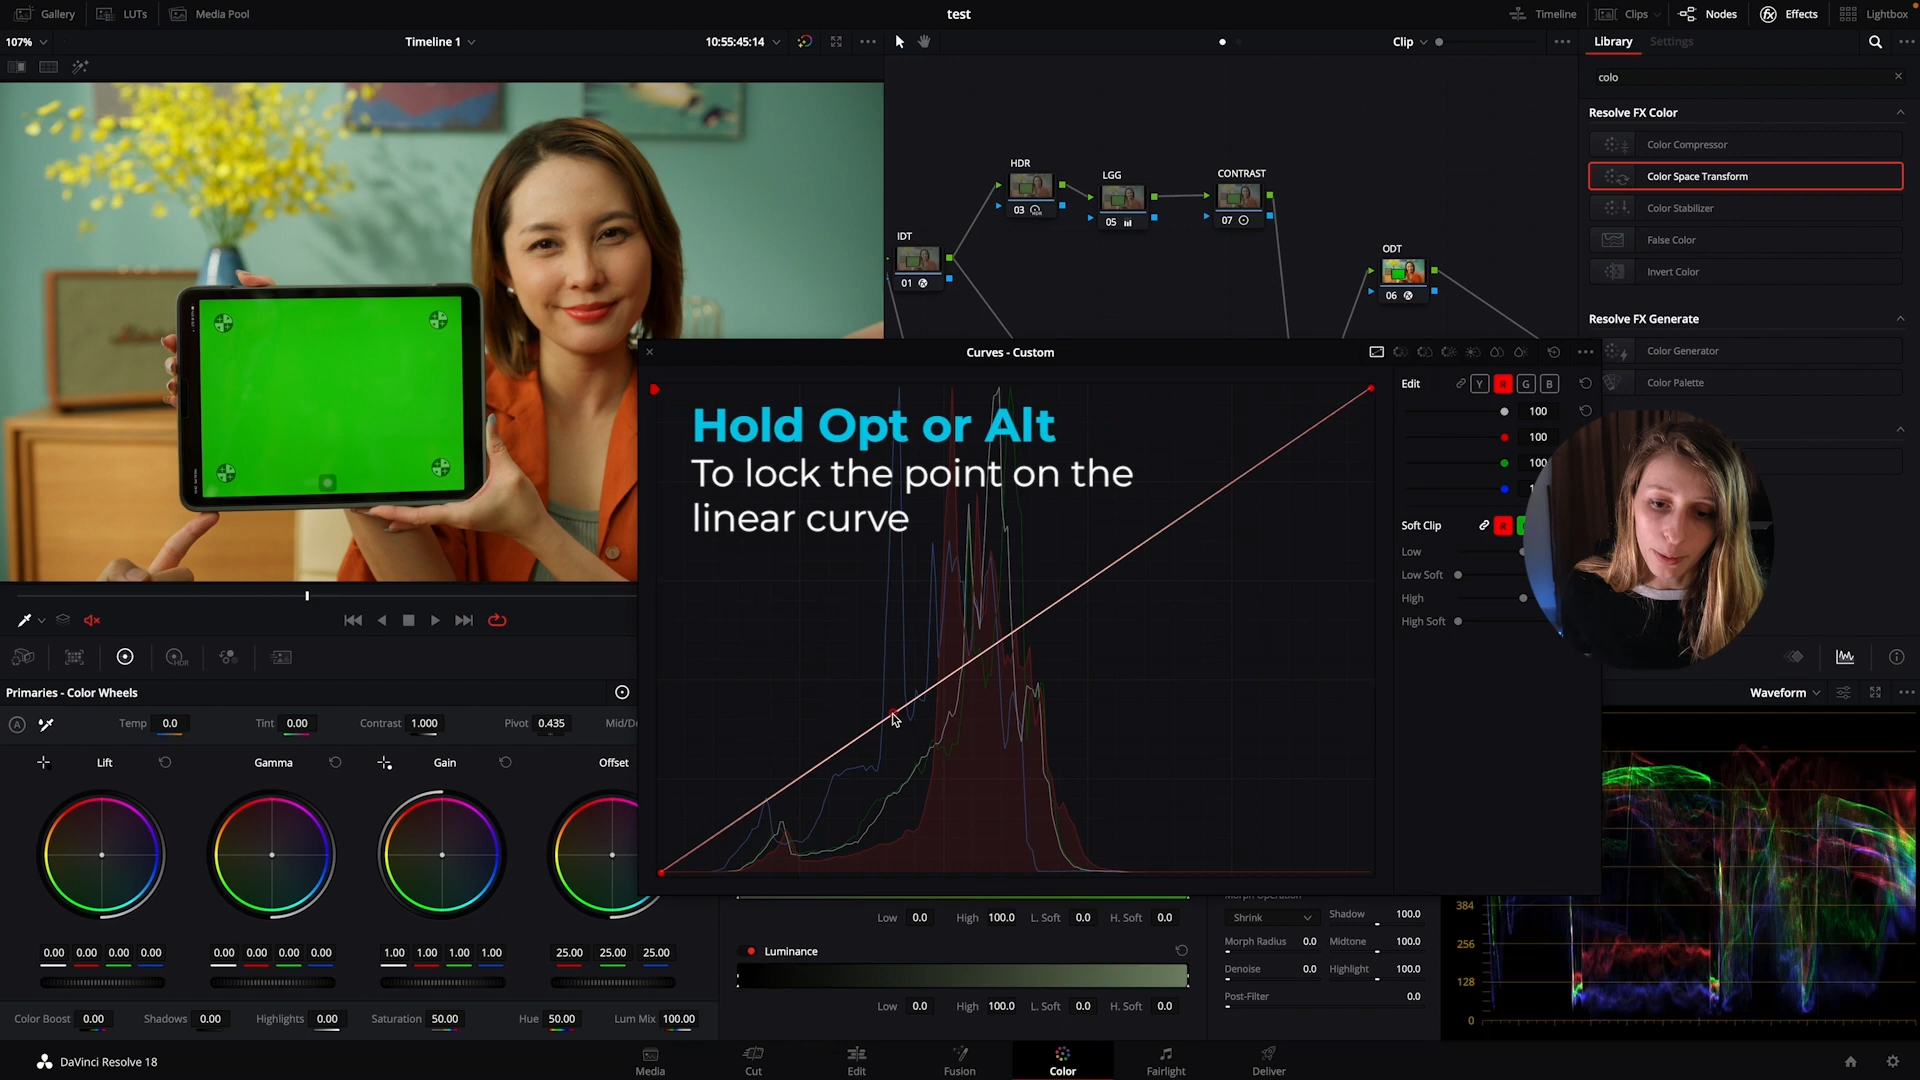 Gallery LUTs Media Pool test Timeline Clips Nodes Effects Lightbox
107% Timeline 1 10:55:45:14 Clip Library Settings
colo
Resolve FX Color
Color Compressor
Color Space Transform
Color Stabilizer
False Color
Invert Color
Resolve FX Generate
Color Generator
Color Palette
HDR
03
LGG
05
CONTRAST
07
IDT
01
ODT
06
Curves - Custom
Hold Opt or Alt
To lock the point on the
linear curve
Edit Y R G B
100
100
100
Soft Clip R
Low
Low Soft
High
High Soft
Primaries - Color Wheels
Temp 0.0 Tint 0.00 Contrast 1.000 Pivot 0.435 Mid/De
Lift Gamma Gain Offset
0.00 0.00 0.00 0.00 0.00 0.00 0.00 0.00 1.00 1.00 1.00 1.00 25.00 25.00 25.00
Color Boost 0.00 Shadows 0.00 Highlights 0.00 Saturation 50.00 Hue 50.00 Lum Mix 100.00
Low 0.0 High 100.0 L. Soft 0.0 H. Soft 0.0
Luminance
Low 0.0 High 100.0 L. Soft 0.0 H. Soft 0.0
Shrink Shadow 100.0
Morph Radius 0.0 Midtone 100.0
Denoise 0.0 Highlight 100.0
Post-Filter 0.0
Waveform
384
256
128
0
DaVinci Resolve 18
Media Cut Edit Fusion Color Fairlight Deliver